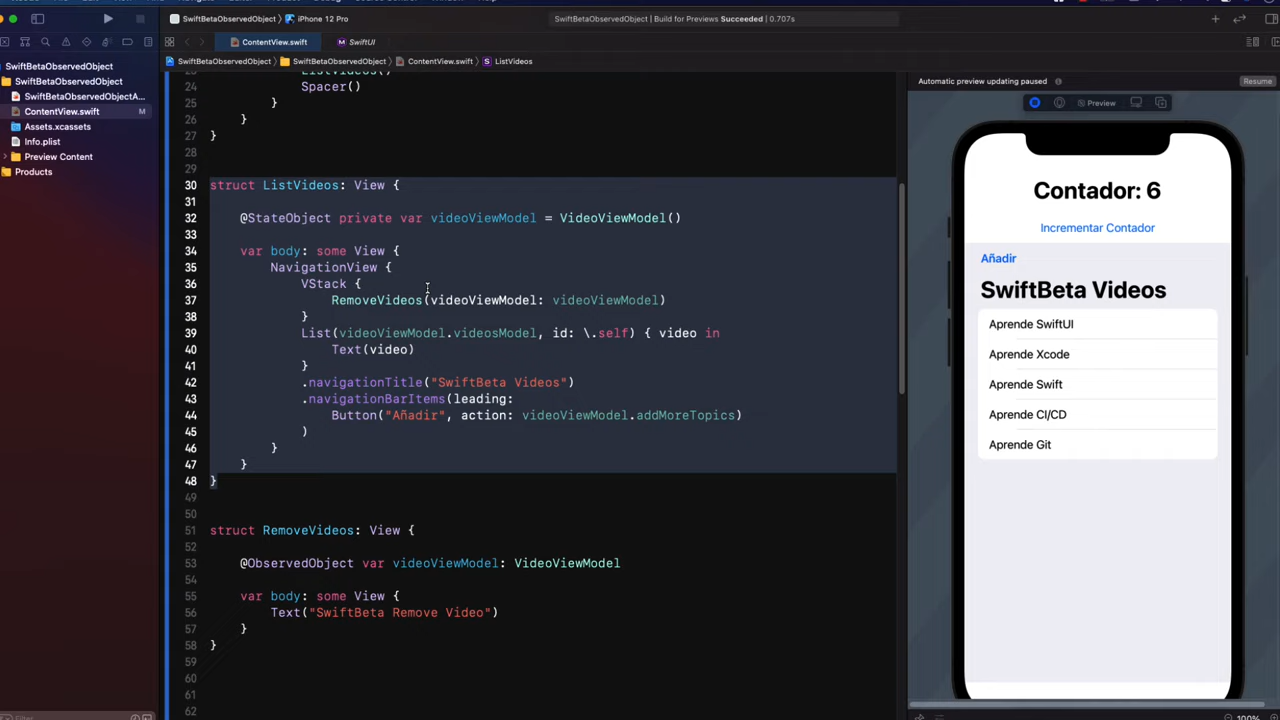 SwiftBetaObservedObject
iPhone 12 Pro
SwiftBetaObservedObject | Build for Previews Succeeded | 0.707s
ContentView.swift
SwiftUI
SwiftBetaObservedObject
SwiftBetaObservedObject
ContentView.swift
ListVideos
SwiftBetaObservedObject
SwiftBetaObservedObject
SwiftBetaObservedObjectA...
ContentView.swift
M
Assets.xcassets
Info.plist
Preview Content
Products
Filter
23 ListVideos()
24 Spacer()
25 }
26 }
27 }
28
29
30 struct ListVideos: View {
31
32 @StateObject private var videoViewModel = VideoViewModel()
33
34 var body: some View {
35 NavigationView {
36 VStack {
37 RemoveVideos(videoViewModel: videoViewModel)
38 }
39 List(videoViewModel.videosModel, id: \.self) { video in
40 Text(video)
41 }
42 .navigationTitle("SwiftBeta Videos")
43 .navigationBarItems(leading:
44 Button("Añadir", action: videoViewModel.addMoreTopics)
45 )
46 }
47 }
48 }
49
50
51 struct RemoveVideos: View {
52
53 @ObservedObject var videoViewModel: VideoViewModel
54
55 var body: some View {
56 Text("SwiftBeta Remove Video")
57 }
58 }
59
60
61
62
Automatic preview updating paused
Resume
Preview
Contador: 6
Incrementar Contador
Añadir
SwiftBeta Videos
Aprende SwiftUI
Aprende Xcode
Aprende Swift
Aprende CI/CD
Aprende Git
100%